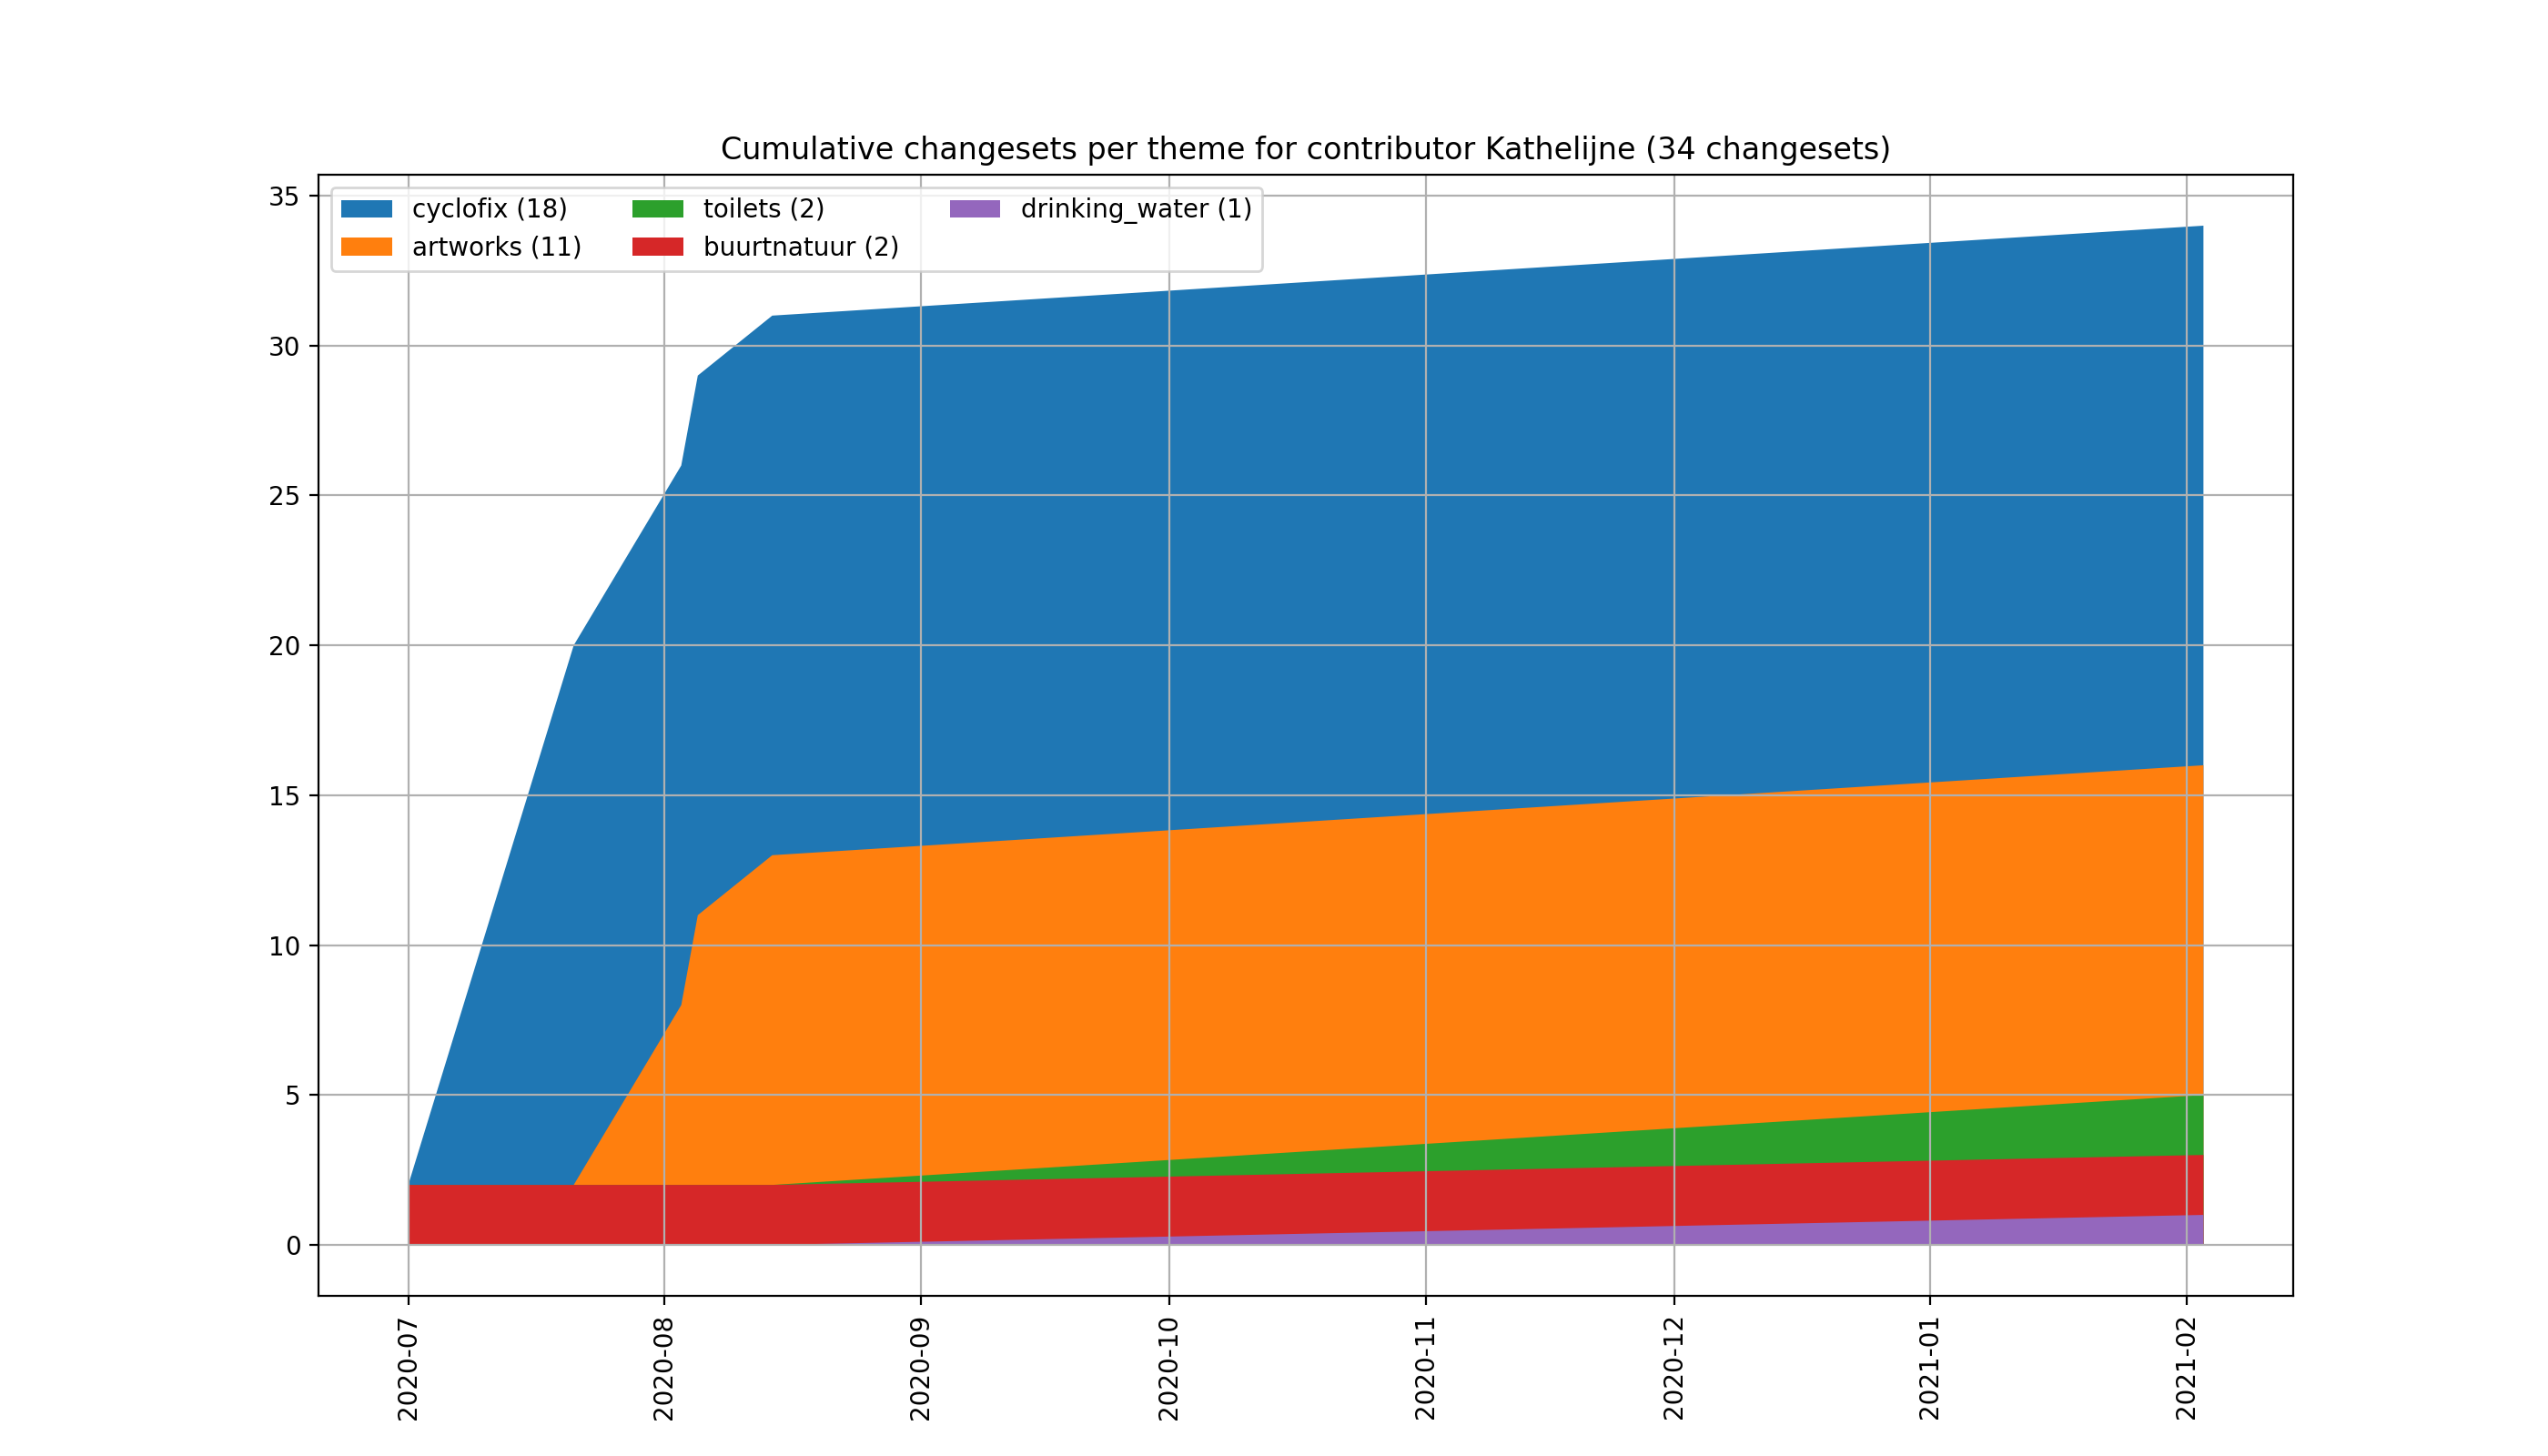 Cumulative changesets per theme for contributor Kathelijne (34 changesets)
cyclofix (18)
artworks (11)
toilets (2)
buurtnatuur (2)
drinking_water (1)
35
30
25
20
15
10
5
0
2020-07
2020-08
2020-09
2020-10
2020-11
2020-12
2021-01
2021-02